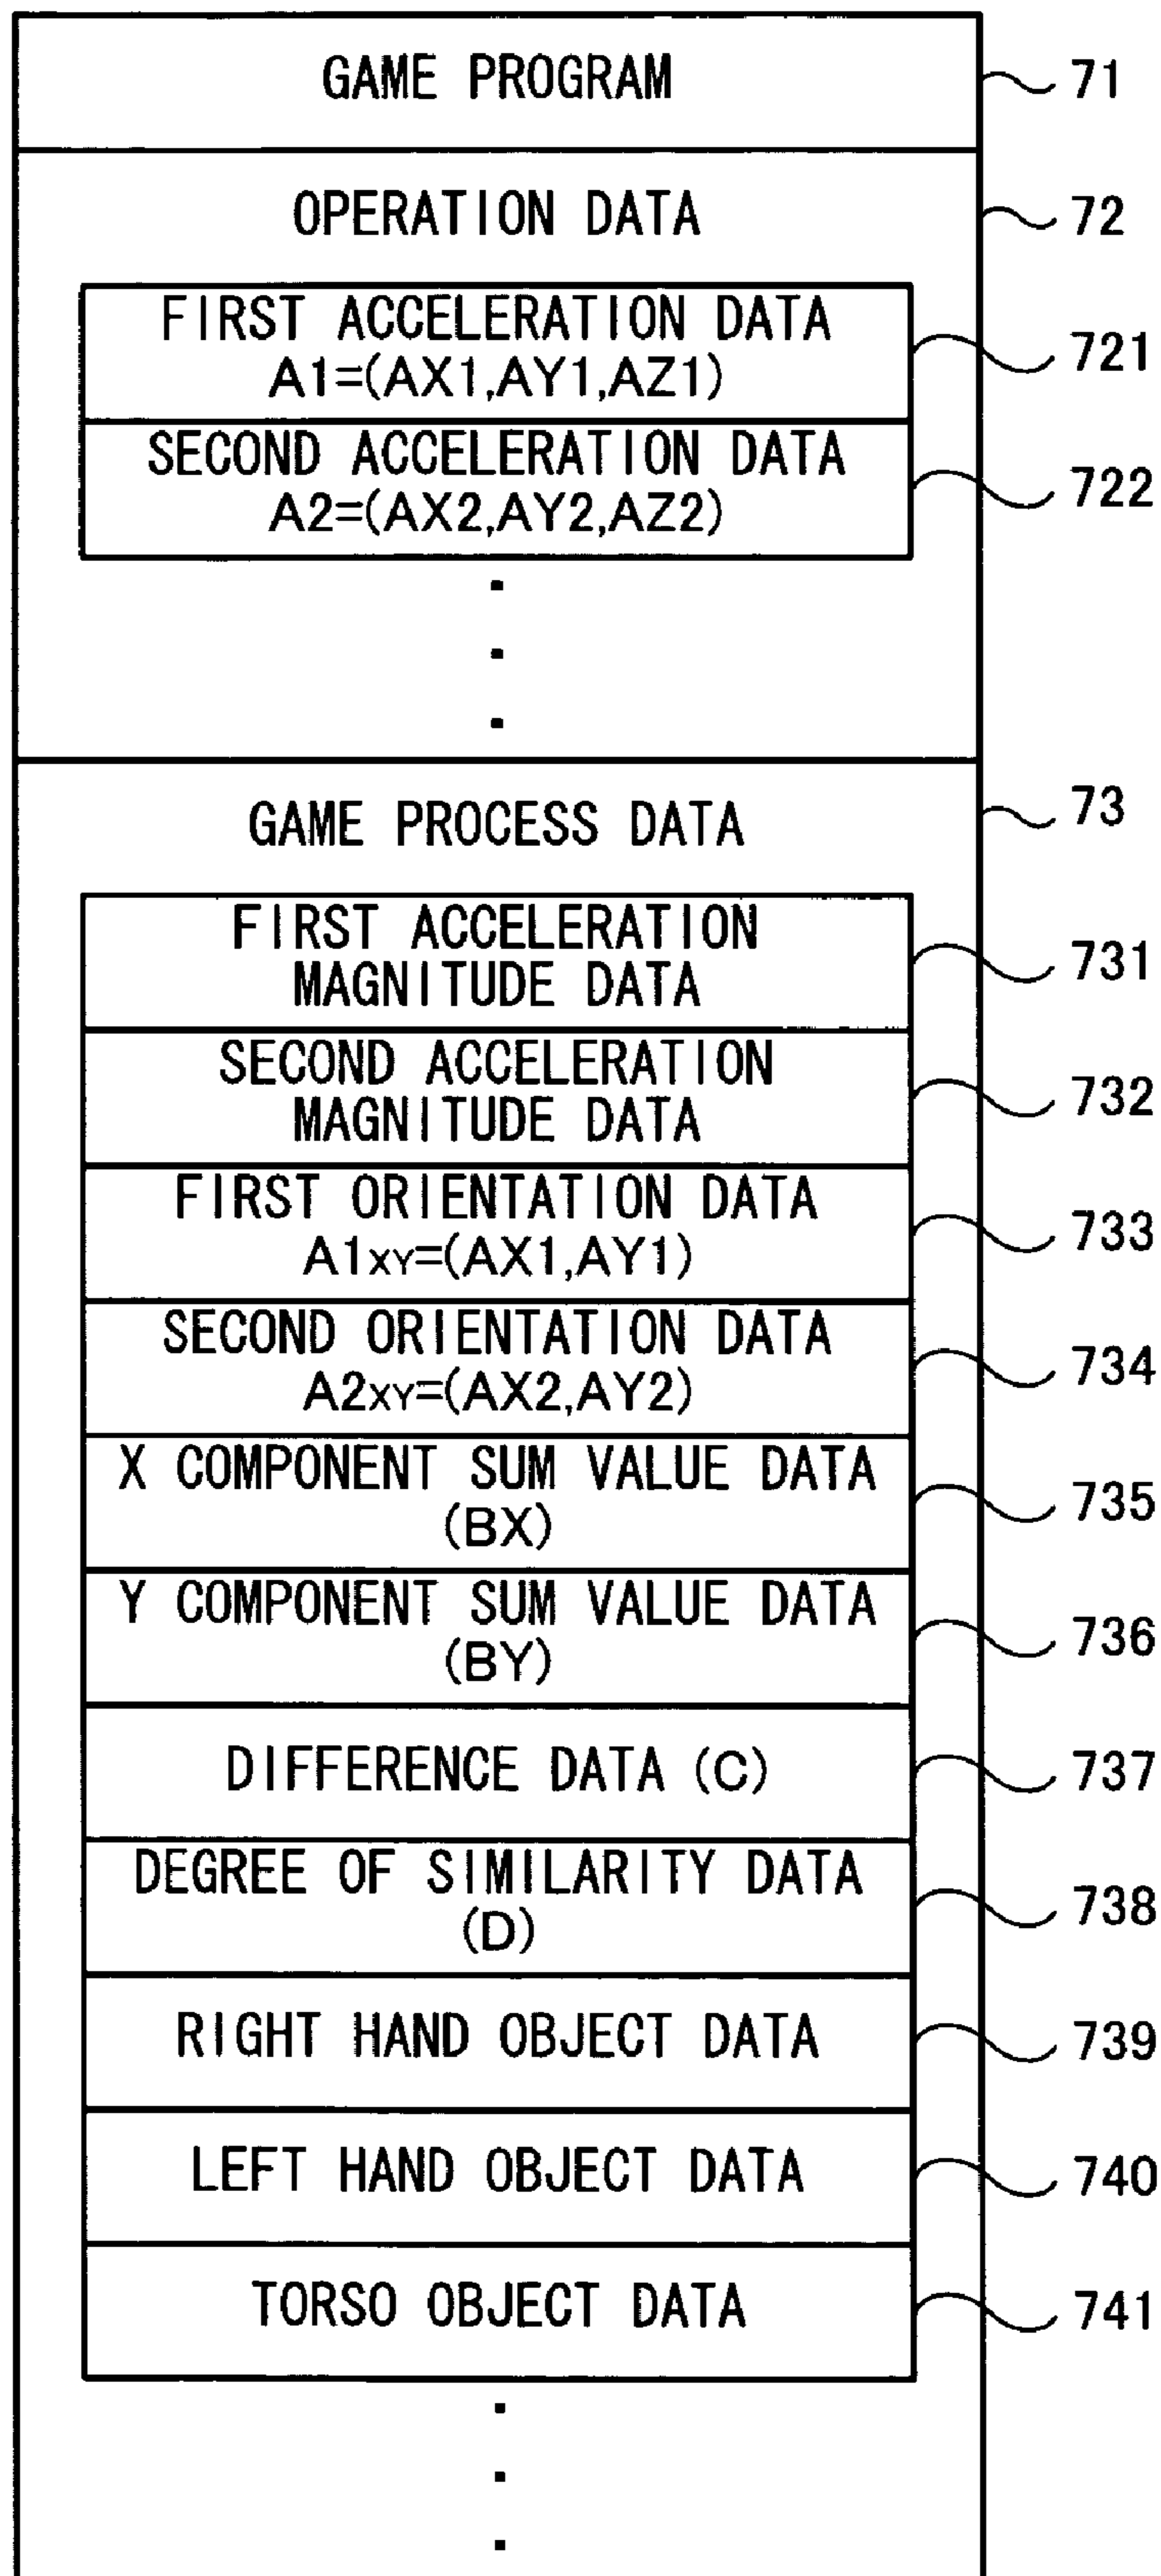 GAME PROGRAM 71
OPERATION DATA 72
FIRST ACCELERATION DATA
A1=(AX1,AY1,AZ1) 721
SECOND ACCELERATION DATA
A2=(AX2,AY2,AZ2) 722
GAME PROCESS DATA 73
FIRST ACCELERATION
MAGNITUDE DATA 731
SECOND ACCELERATION
MAGNITUDE DATA 732
FIRST ORIENTATION DATA
A1XY=(AX1,AY1) 733
SECOND ORIENTATION DATA
A2XY=(AX2,AY2) 734
X COMPONENT SUM VALUE DATA
(BX) 735
Y COMPONENT SUM VALUE DATA
(BY) 736
DIFFERENCE DATA (C) 737
DEGREE OF SIMILARITY DATA
(D) 738
RIGHT HAND OBJECT DATA 739
LEFT HAND OBJECT DATA 740
TORSO OBJECT DATA 741